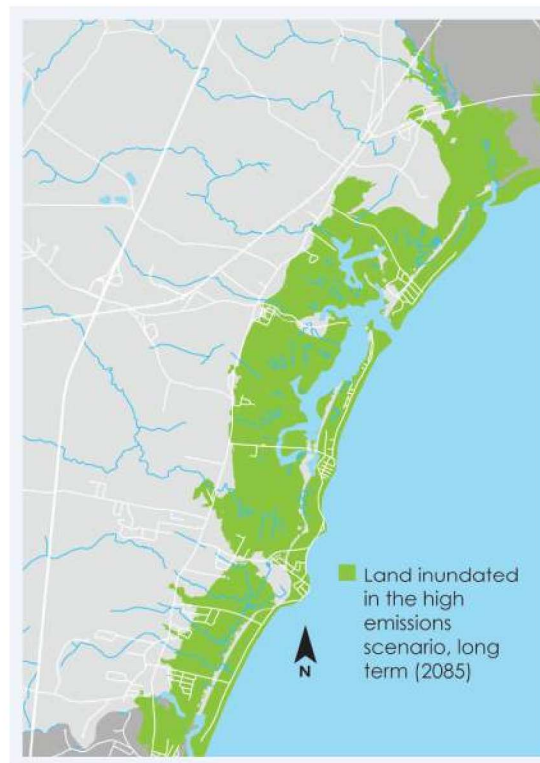 Land inundated
in the high
emissions
scenario, long
term (2085)
N